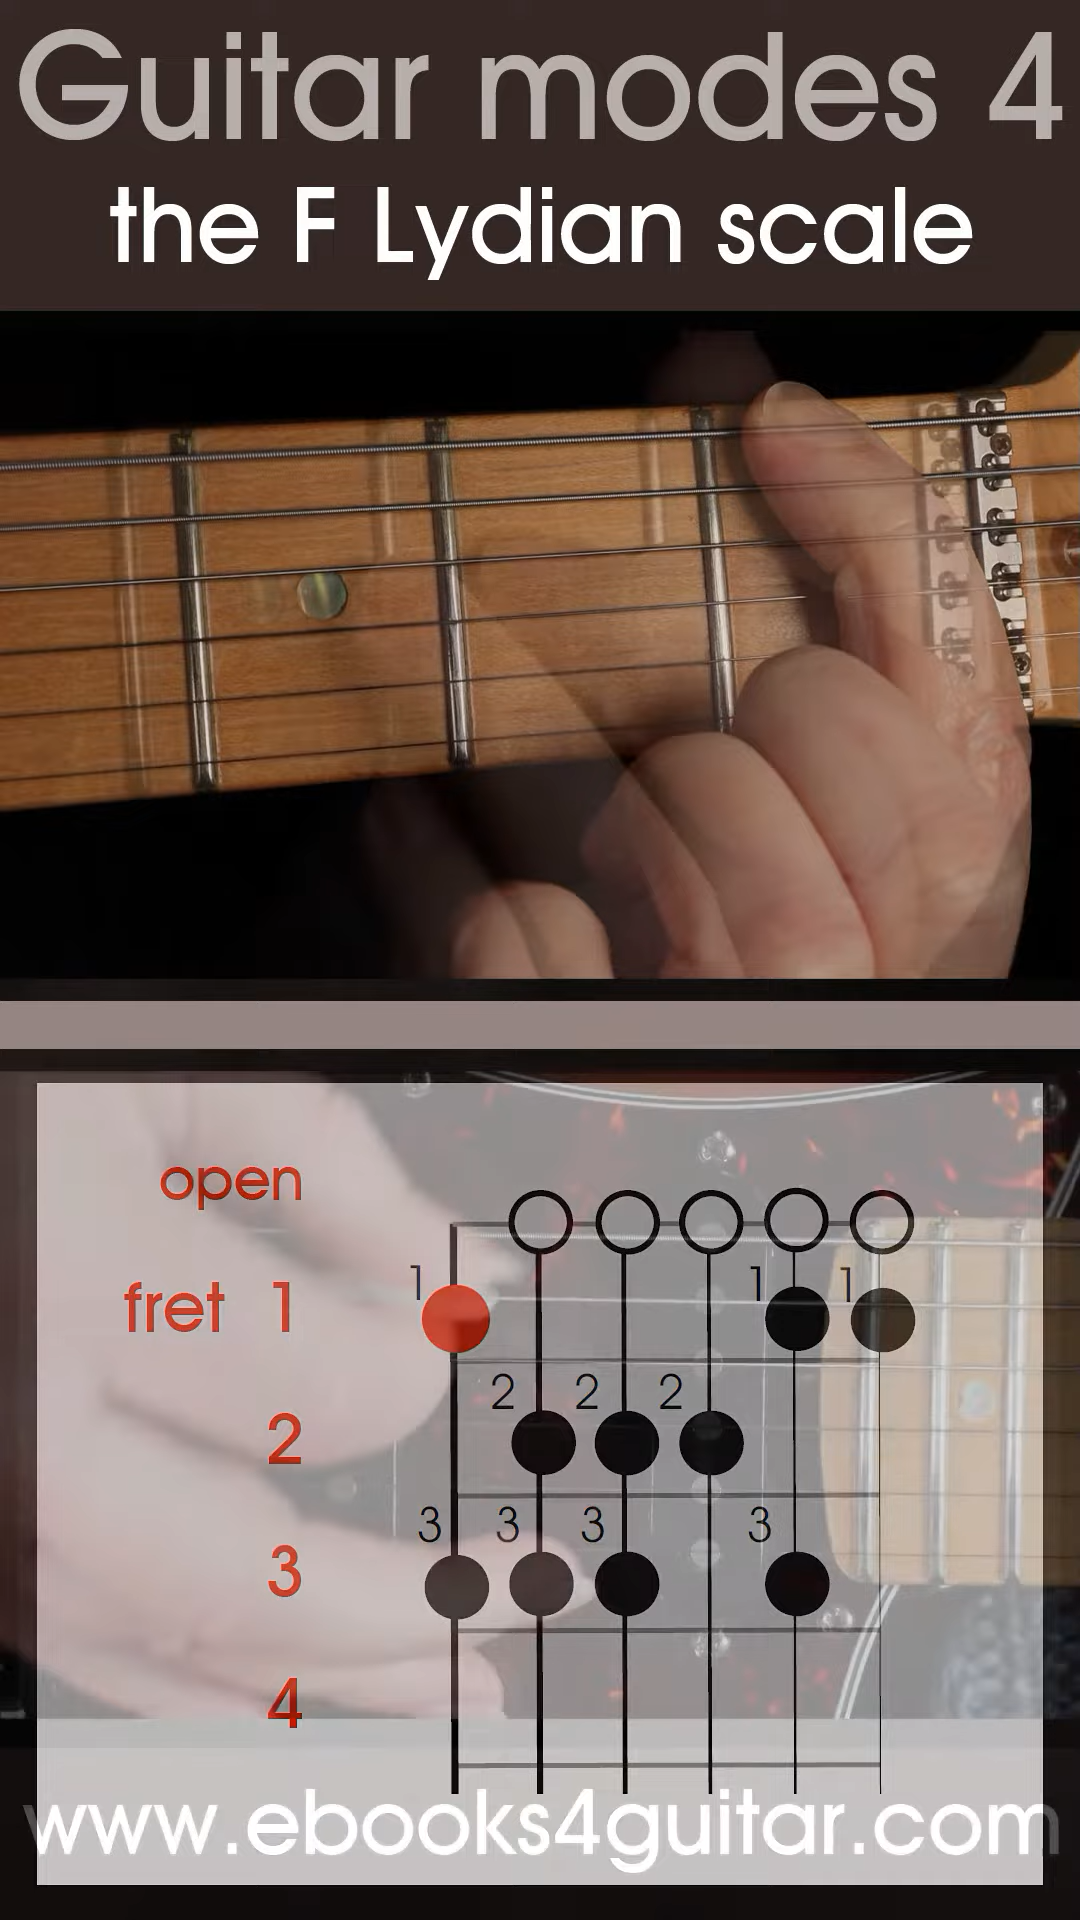 Guitar modes 4
the F Lydian scale
open
fret 1
1 1 1
2 2 2
2
3 3 3 3
3
4
www.ebooks4guitar.com